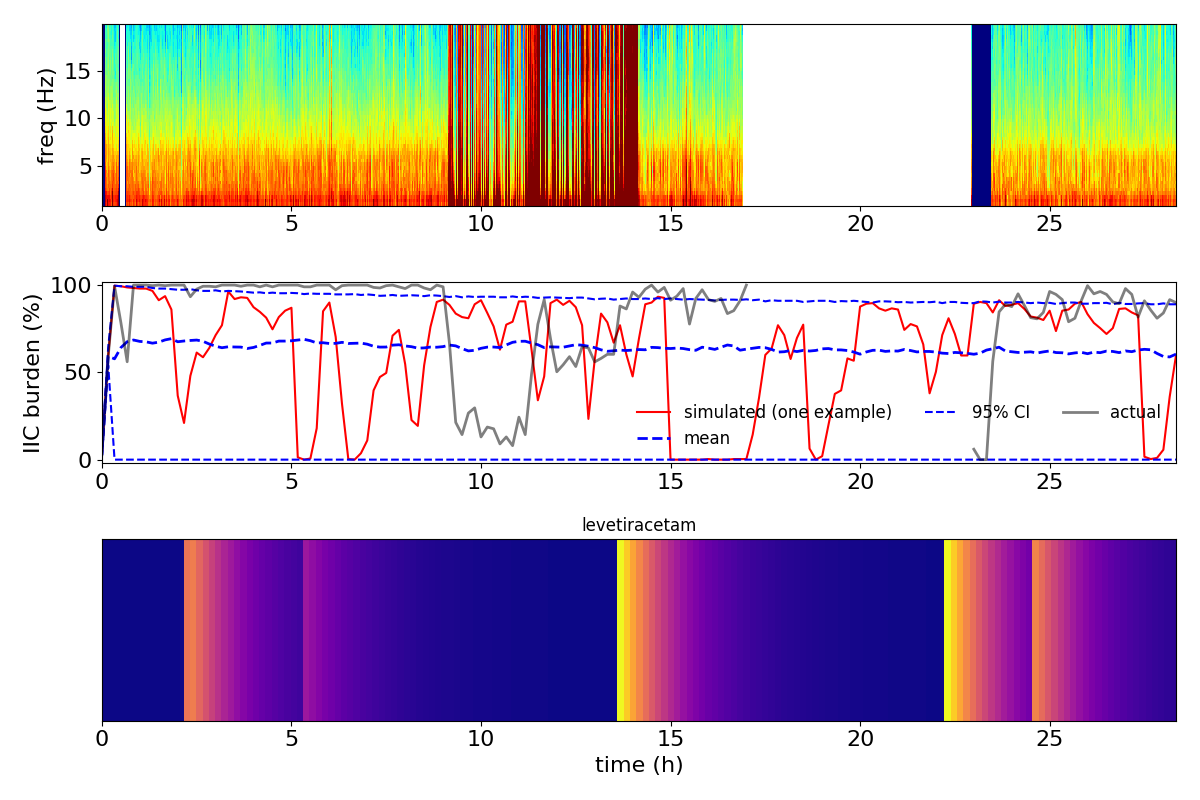 freq (Hz)
15
10
5
0 5 10 15 20 25
IIC burden (%)
100
50
0
simulated (one example) 95% CI actual
mean
0 5 10 15 20 25
levetiracetam
0 5 10 15 20 25
time (h)